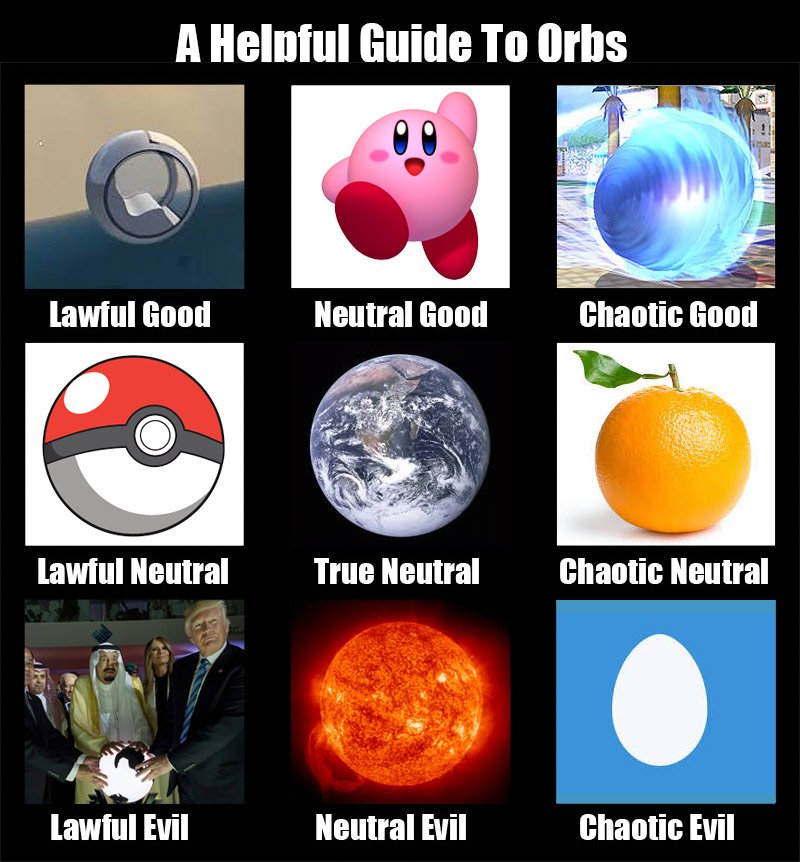 A Helpful Guide To Orbs
Lawful Good
Neutral Good
Chaotic Good
Lawful Neutral
True Neutral
Chaotic Neutral
Lawful Evil
Neutral Evil
Chaotic Evil